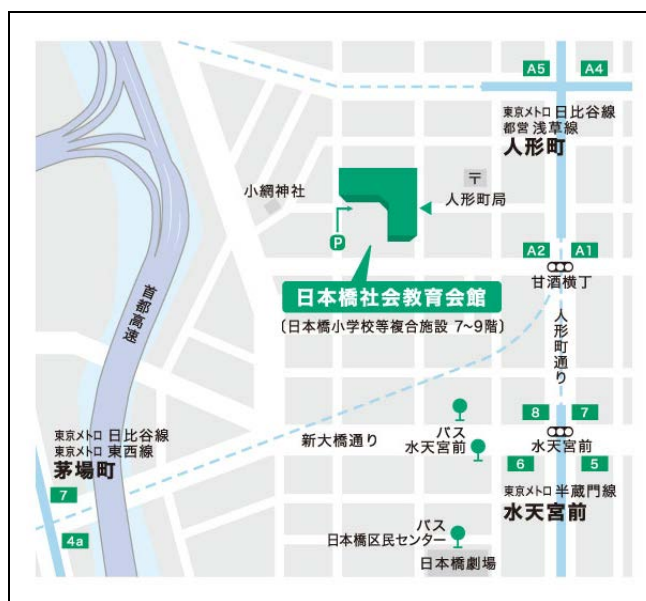 A5
A4
東京メトロ 日比谷線
都営 浅草線
人形町
〒
人形町局
小網神社
P
A2
A1
甘酒横丁
日本橋社会教育会館
(日本橋小学校等複合施設 7~9階)
首都高速
人形町通り
8
7
バス
水天宮前
水天宮前
新大橋通り
6
5
東京メトロ 日比谷線
東京メトロ 東西線
茅場町
7
4a
東京メトロ 半蔵門線
水天宮前
バス
日本橋区民センター
日本橋劇場